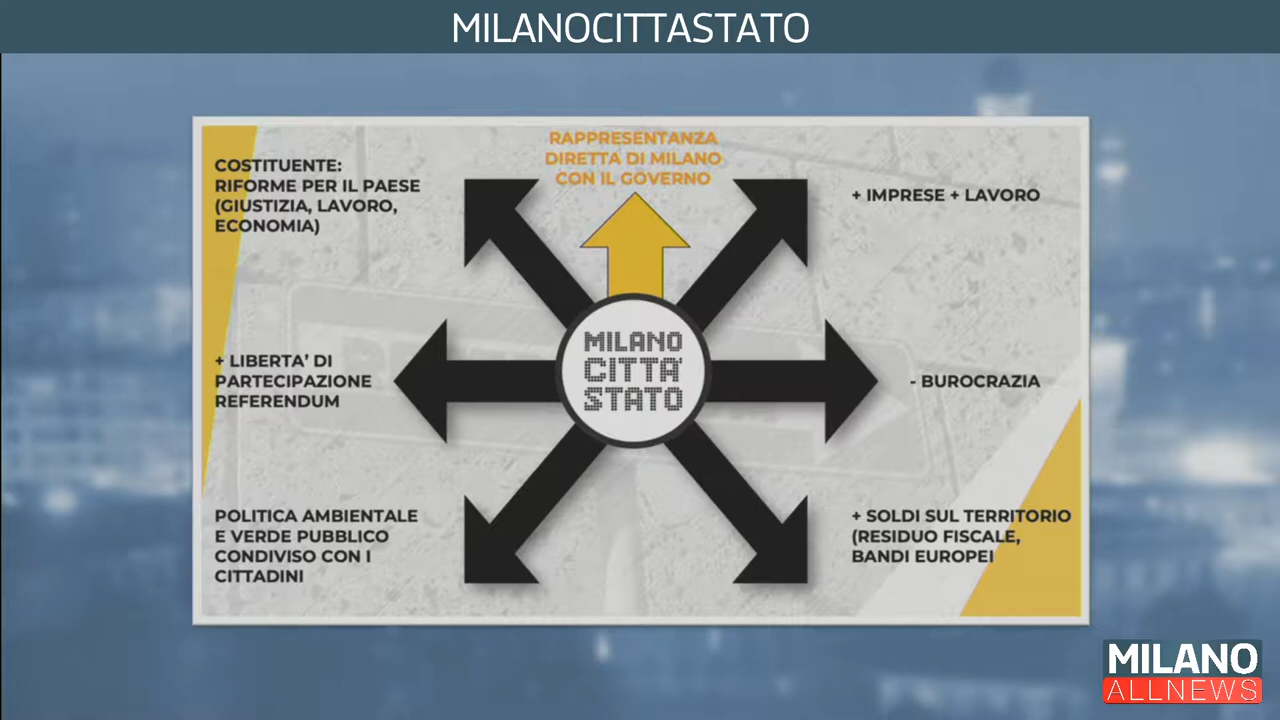 MILANOCITTASTATO
RAPPRESENTANZA
DIRETTA DI MILANO
CON IL GOVERNO
COSTITUENTE:
RIFORME PER IL PAESE
(GIUSTIZIA, LAVORO,
ECONOMIA)
+ IMPRESE + LAVORO
+ LIBERTA' DI
PARTECIPAZIONE
REFERENDUM
MILANO
CITTA'
STATO
- BUROCRAZIA
POLITICA AMBIENTALE
E VERDE PUBBLICO
CONDIVISO CON I
CITTADINI
+ SOLDI SUL TERRITORIO
(RESIDUO FISCALE,
BANDI EUROPEI
MILANO
ALLNEWS